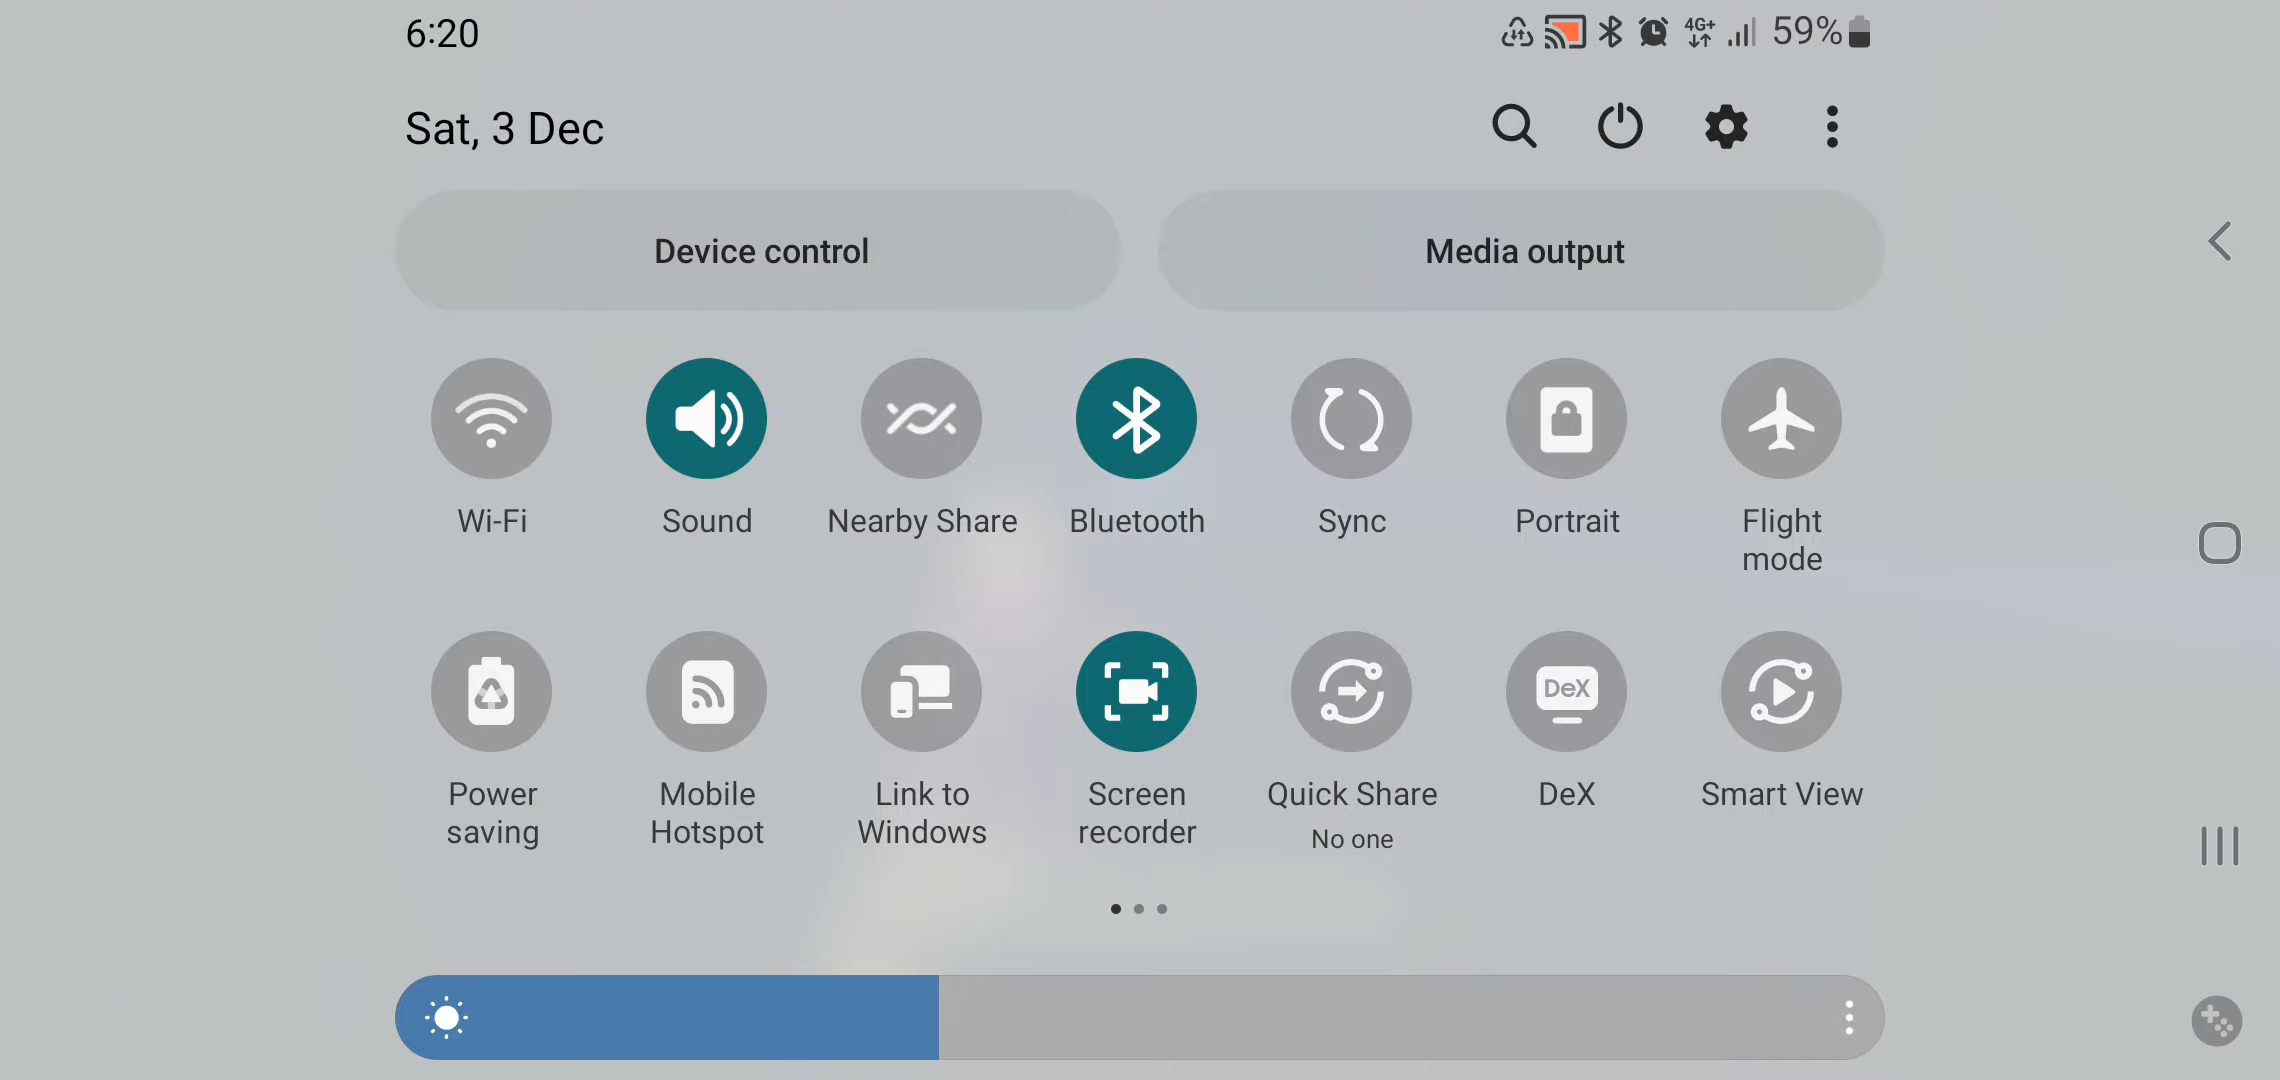 6:20
4G+ 59%
Sat, 3 Dec
Device control
Media output
Wi-Fi
Sound
Nearby Share
Bluetooth
Sync
Portrait
Flight
mode
Power
saving
Mobile
Hotspot
Link to
Windows
Screen
recorder
Quick Share
No one
DeX
DeX
Smart View